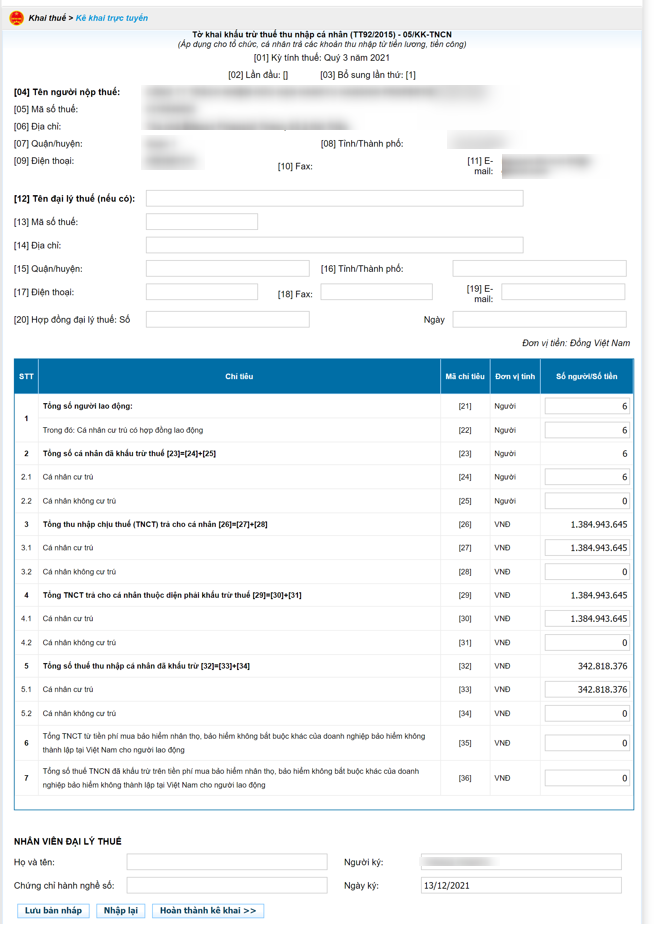 Khai thuế > Kê khai trực tuyến
Tờ khai khấu trừ thuế thu nhập cá nhân (TT92/2015) - 05/KK-TNCN
(Áp dụng cho tổ chức, cá nhân trả các khoản thu nhập từ tiền lương, tiền công)
[01] Kỳ tính thuế: Quý 3 năm 2021
[02] Lần đầu: [] [03] Bổ sung lần thứ: [1]
[04] Tên người nộp thuế:
[05] Mã số thuế:
[06] Địa chỉ:
[07] Quận/huyện: [08] Tỉnh/Thành phố:
[09] Điện thoại: [10] Fax: [11] E-mail:
[12] Tên đại lý thuế (nếu có):
[13] Mã số thuế:
[14] Địa chỉ:
[15] Quận/huyện: [16] Tỉnh/Thành phố:
[17] Điện thoại: [18] Fax: [19] E-mail:
[20] Hợp đồng đại lý thuế: Số Ngày
Đơn vị tiền: Đồng Việt Nam
STT Chỉ tiêu Mã chỉ tiêu Đơn vị tính Số người/Số tiền
1 Tổng số người lao động: [21] Người 6
Trong đó: Cá nhân cư trú có hợp đồng lao động [22] Người 6
2 Tổng số cá nhân đã khấu trừ thuế [23]=[24]+[25] [23] Người 6
2.1 Cá nhân cư trú [24] Người 6
2.2 Cá nhân không cư trú [25] Người 0
3 Tổng thu nhập chịu thuế (TNCT) trả cho cá nhân [26]=[27]+[28] [26] VNĐ 1.384.943.645
3.1 Cá nhân cư trú [27] VNĐ 1.384.943.645
3.2 Cá nhân không cư trú [28] VNĐ 0
4 Tổng TNCT trả cho cá nhân thuộc diện phải khấu trừ thuế [29]=[30]+[31] [29] VNĐ 1.384.943.645
4.1 Cá nhân cư trú [30] VNĐ 1.384.943.645
4.2 Cá nhân không cư trú [31] VNĐ 0
5 Tổng số thuế thu nhập cá nhân đã khấu trừ [32]=[33]+[34] [32] VNĐ 342.818.376
5.1 Cá nhân cư trú [33] VNĐ 342.818.376
5.2 Cá nhân không cư trú [34] VNĐ 0
6 Tổng TNCT từ tiền phí mua bảo hiểm nhân thọ, bảo hiểm không bắt buộc khác của doanh nghiệp bảo hiểm không
thành lập tại Việt Nam cho người lao động [35] VNĐ 0
7 Tổng số thuế TNCN đã khấu trừ trên tiền phí mua bảo hiểm nhân thọ, bảo hiểm không bắt buộc khác của doanh
nghiệp bảo hiểm không thành lập tại Việt Nam cho người lao động [36] VNĐ 0
NHÂN VIÊN ĐẠI LÝ THUẾ
Họ và tên: Người ký:
Chứng chỉ hành nghề số: Ngày ký: 13/12/2021
Lưu bản nháp Nhập lại Hoàn thành kê khai >>